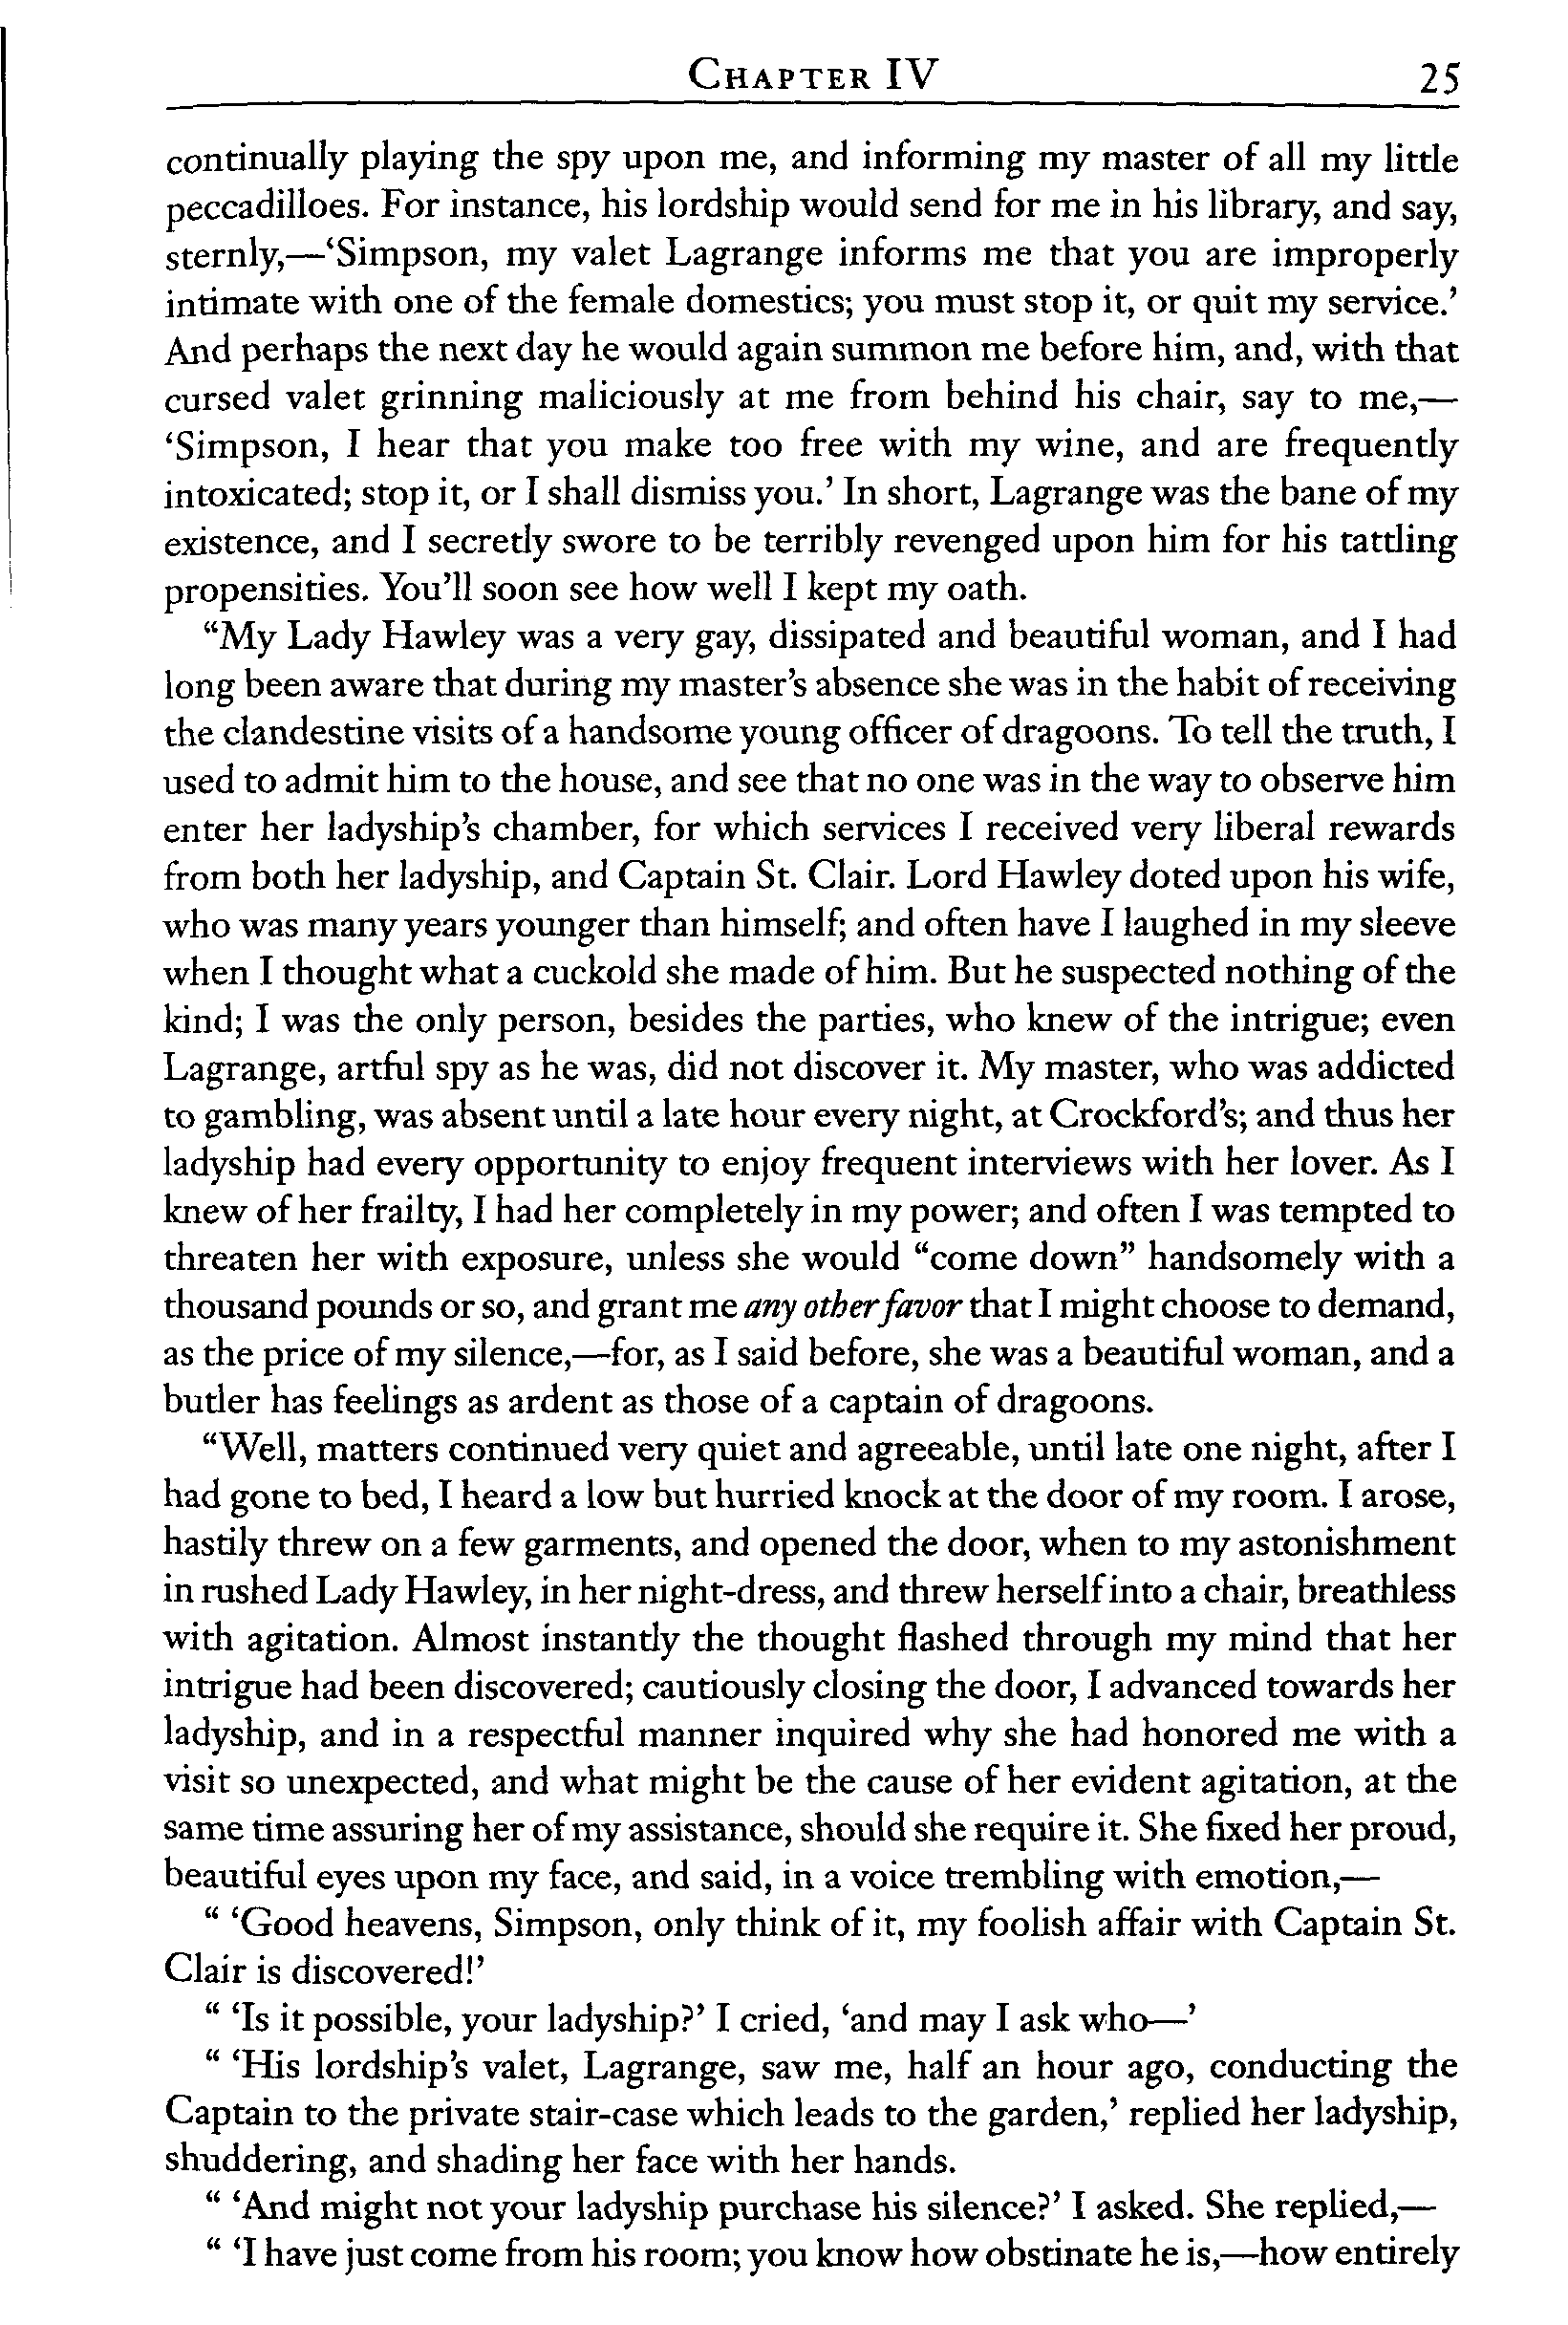 CHAPTER IV 25
continually playing the spy upon me, and informing my master of all my little
peccadilloes. For instance, his lordship would send for me in his library, and say,
sternly,—‘Simpson, my valet Lagrange informs me that you are improperly
intimate with one of the female domestics; you must stop it, or quit my service.’
And perhaps the next day he would again summon me before him, and, with that
cursed valet grinning maliciously at me from behind his chair, say to me,—
‘Simpson, I hear that you make too free with my wine, and are frequently
intoxicated; stop it, or I shall dismiss you.’ In short, Lagrange was the bane of my
existence, and I secretly swore to be terribly revenged upon him for his tattling
propensities. You’ll soon see how well I kept my oath.
“My Lady Hawley was a very gay, dissipated and beautiful woman, and I had
long been aware that during my master’s absence she was in the habit of receiving
the clandestine visits of a handsome young officer of dragoons. To tell the truth, I
used to admit him to the house, and see that no one was in the way to observe him
enter her ladyship’s chamber, for which services I received very liberal rewards
from both her ladyship, and Captain St. Clair. Lord Hawley doted upon his wife,
who was many years younger than himself; and often have I laughed in my sleeve
when I thought what a cuckold she made of him. But he suspected nothing of the
kind; I was the only person, besides the parties, who knew of the intrigue; even
Lagrange, artful spy as he was, did not discover it. My master, who was addicted
to gambling, was absent until a late hour every night, at Crockford’s; and thus her
ladyship had every opportunity to enjoy frequent interviews with her lover. As I
knew of her frailty, I had her completely in my power; and often I was tempted to
threaten her with exposure, unless she would “come down” handsomely with a
thousand pounds or so, and grant me any other favor that I might choose to demand,
as the price of my silence,—for, as I said before, she was a beautiful woman, and a
butler has feelings as ardent as those of a captain of dragoons.
“Well, matters continued very quiet and agreeable, until late one night, after I
had gone to bed, I heard a low but hurried knock at the door of my room. I arose,
hastily threw on a few garments, and opened the door, when to my astonishment
in rushed Lady Hawley, in her night-dress, and threw herself into a chair, breathless
with agitation. Almost instantly the thought flashed through my mind that her
intrigue had been discovered; cautiously closing the door, I advanced towards her
ladyship, and in a respectful manner inquired why she had honored me with a
visit so unexpected, and what might be the cause of her evident agitation, at the
same time assuring her of my assistance, should she require it. She fixed her proud,
beautiful eyes upon my face, and said, in a voice trembling with emotion,—
“ ‘Good heavens, Simpson, only think of it, my foolish affair with Captain St.
Clair is discovered!’
“ ‘Is it possible, your ladyship?’ I cried, ‘and may I ask who—’
“ ‘His lordship’s valet, Lagrange, saw me, half an hour ago, conducting the
Captain to the private stair-case which leads to the garden,’ replied her ladyship,
shuddering, and shading her face with her hands.
“ ‘And might not your ladyship purchase his silence?’ I asked. She replied,—
“ ‘I have just come from his room; you know how obstinate he is,—how entirely